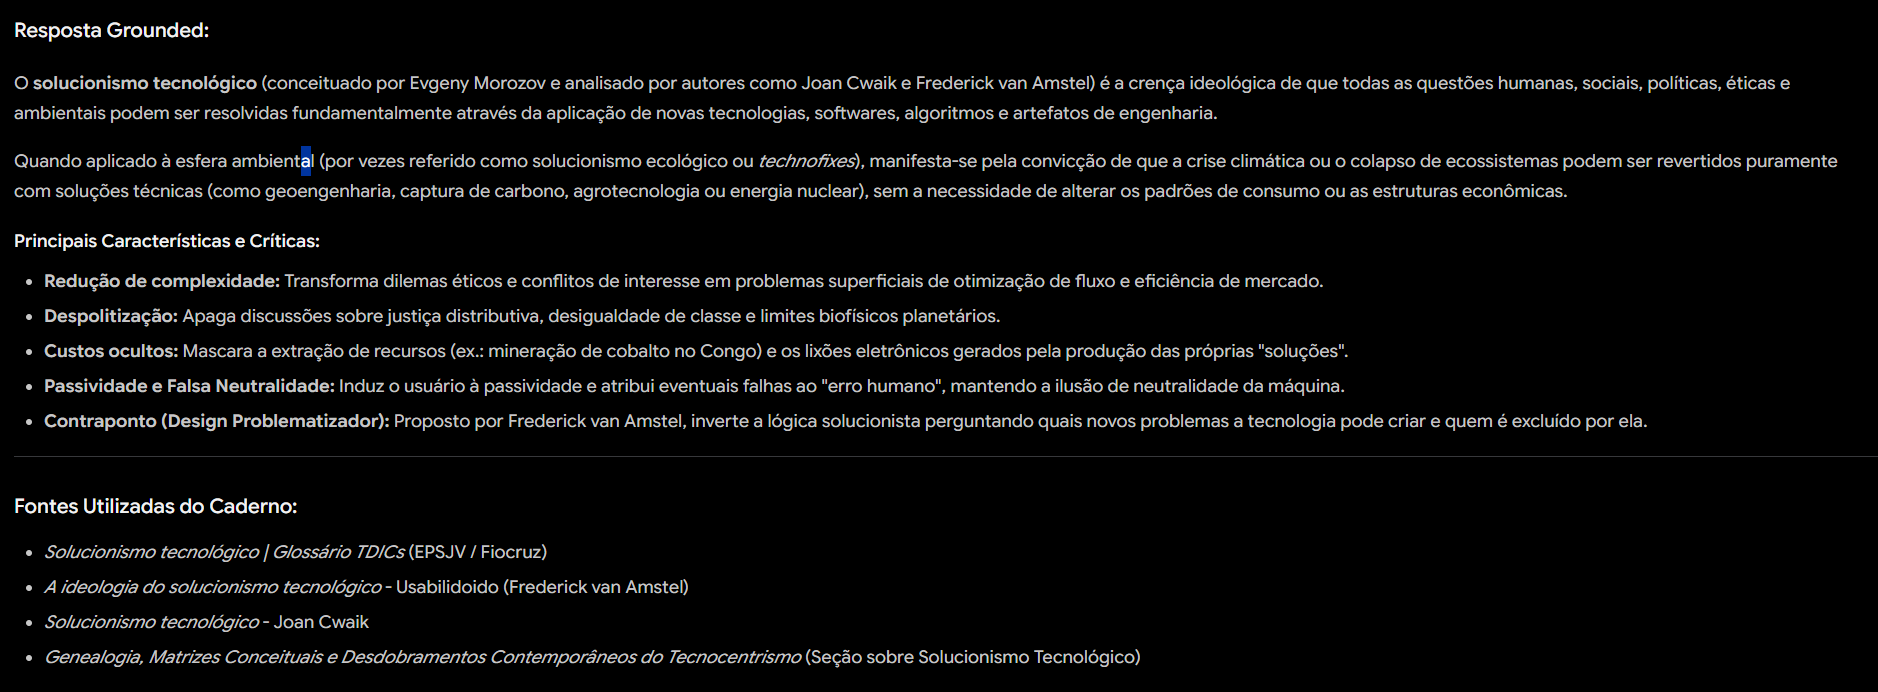 Resposta Grounded:
O solucionismo tecnológico (conceituado por Evgeny Morozov e analisado por autores como Joan Cwaik e Frederick van Amstel) é a crença ideológica de que todas as questões humanas, sociais, políticas, éticas e
ambientais podem ser resolvidas fundamentalmente através da aplicação de novas tecnologias, softwares, algoritmos e artefatos de engenharia.
Quando aplicado à esfera ambiental (por vezes referido como solucionismo ecológico ou technofixes), manifesta-se pela convicção de que a crise climática ou o colapso de ecossistemas podem ser revertidos puramente
com soluções técnicas (como geoengenharia, captura de carbono, agrotecnologia ou energia nuclear), sem a necessidade de alterar os padrões de consumo ou as estruturas econômicas.
Principais Características e Críticas:
• Redução de complexidade: Transforma dilemas éticos e conflitos de interesse em problemas superficiais de otimização de fluxo e eficiência de mercado.
• Despolitização: Apaga discussões sobre justiça distributiva, desigualdade de classe e limites biofísicos planetários.
• Custos ocultos: Mascara a extração de recursos (ex.: mineração de cobalto no Congo) e os lixões eletrônicos gerados pela produção das próprias "soluções".
• Passividade e Falsa Neutralidade: Induz o usuário à passividade e atribui eventuais falhas ao "erro humano", mantendo a ilusão de neutralidade da máquina.
• Contraponto (Design Problematizador): Proposto por Frederick van Amstel, inverte a lógica solucionista perguntando quais novos problemas a tecnologia pode criar e quem é excluído por ela.
Fontes Utilizadas do Caderno:
• Solucionismo tecnológico | Glossário TDICs (EPSJV / Fiocruz)
• A ideologia do solucionismo tecnológico - Usabilidoido (Frederick van Amstel)
• Solucionismo tecnológico - Joan Cwaik
• Genealogia, Matrizes Conceituais e Desdobramentos Contemporâneos do Tecnocentrismo (Seção sobre Solucionismo Tecnológico)